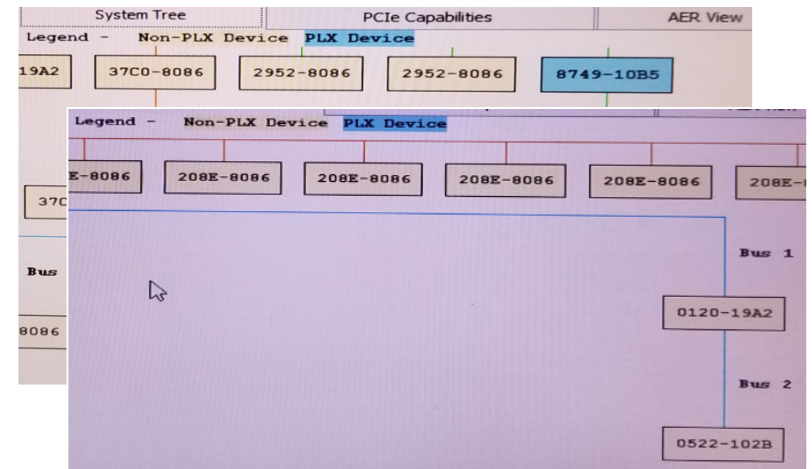 System Tree PCIe Capabilities AER View
Legend - Non-PLX Device PLX Device
19A2 37C0-8086 2952-8086 2952-8086 8749-10B5
Legend - Non-PLX Device PLX Device
E-8086 208E-8086 208E-8086 208E-8086 208E-8086 208E-
37C
Bus 1
Bus
0120-19A2
8086
Bus 2
0522-102B